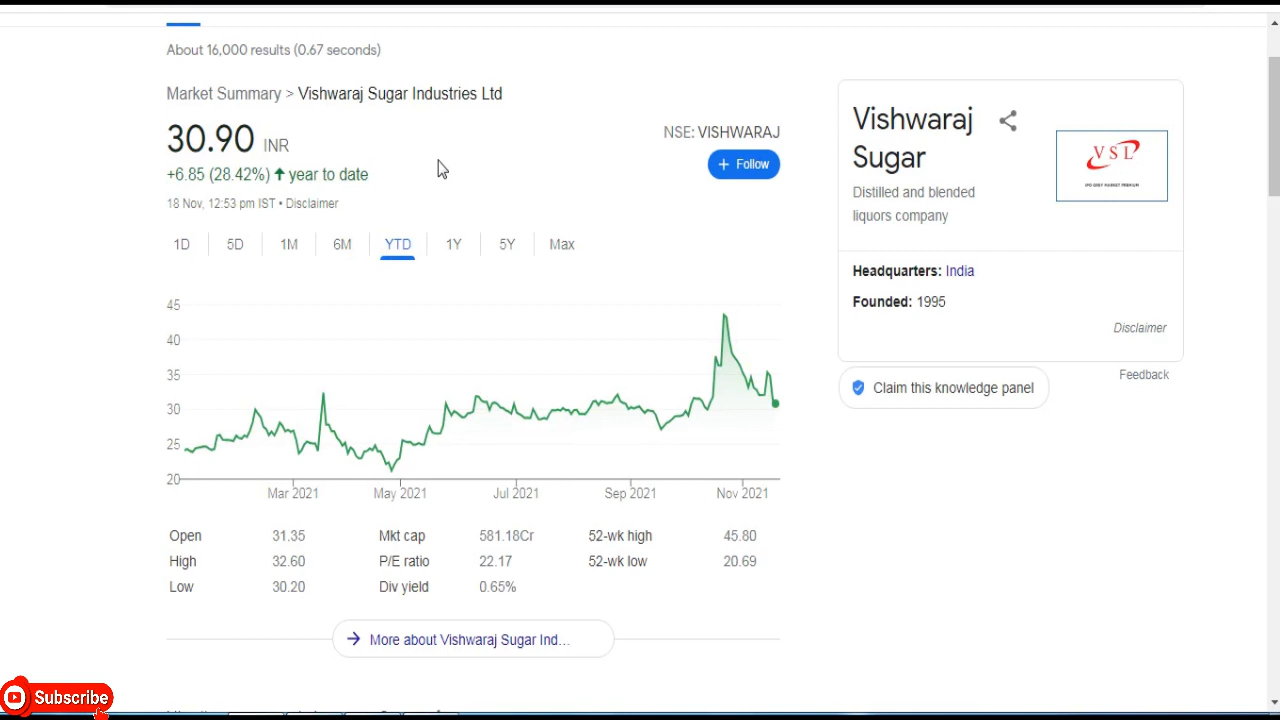 About 16,000 results (0.67 seconds)
Market Summary > Vishwaraj Sugar Industries Ltd
30.90 INR
+6.85 (28.42%) ↑ year to date
18 Nov, 12:53 pm IST • Disclaimer
NSE: VISHWARAJ
+ Follow
1D 5D 1M 6M YTD 1Y 5Y Max
45
40
35
30
25
20
Mar 2021 May 2021 Jul 2021 Sep 2021 Nov 2021
Open 31.35 Mkt cap 581.18Cr 52-wk high 45.80
High 32.60 P/E ratio 22.17 52-wk low 20.69
Low 30.20 Div yield 0.65%
→ More about Vishwaraj Sugar Ind...
Vishwaraj
Sugar
Distilled and blended
liquors company
VSL
IPO GREY MARKET PREMIUM
Headquarters: India
Founded: 1995
Disclaimer
Feedback
Claim this knowledge panel
Subscribe